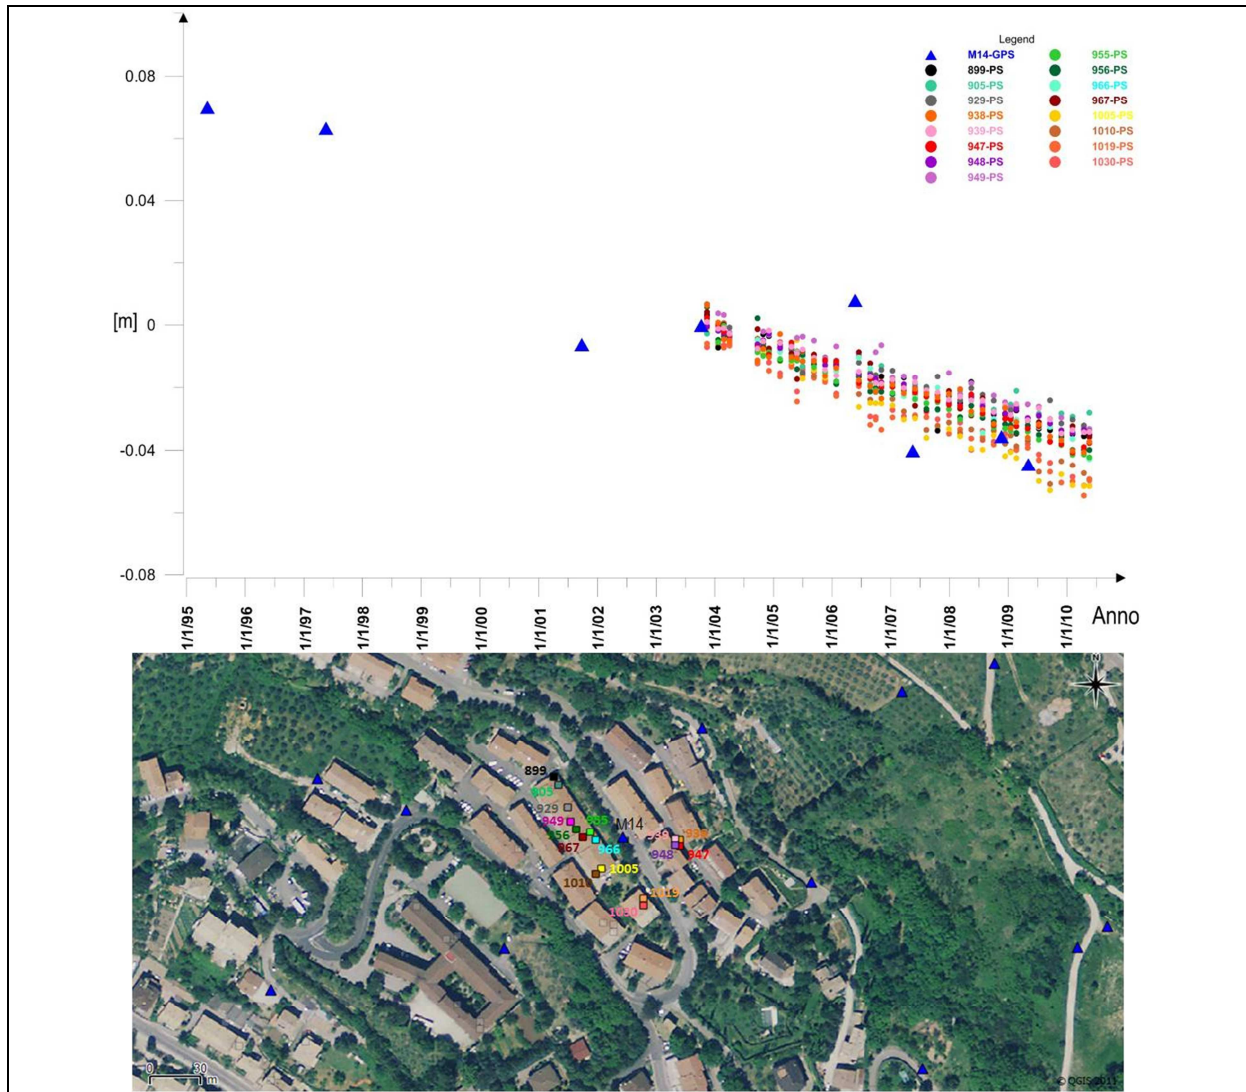 Legend
M14-GPS 955-PS
899-PS 956-PS
905-PS 966-PS
929-PS 967-PS
938-PS 1005-PS
939-PS 1010-PS
947-PS 1019-PS
948-PS 1030-PS
949-PS
0.08
0.04
[m] 0
-0.04
-0.08
1/1/95 1/1/96 1/1/97 1/1/98 1/1/99 1/1/00 1/1/01 1/1/02 1/1/03 1/1/04 1/1/05 1/1/06 1/1/07 1/1/08 1/1/09 1/1/10 Anno
N
899
905
929
949 955 M14
956 939 938
967 966 948 947
1005
1010
1019
1030
0 30
m
© QGIS 2011